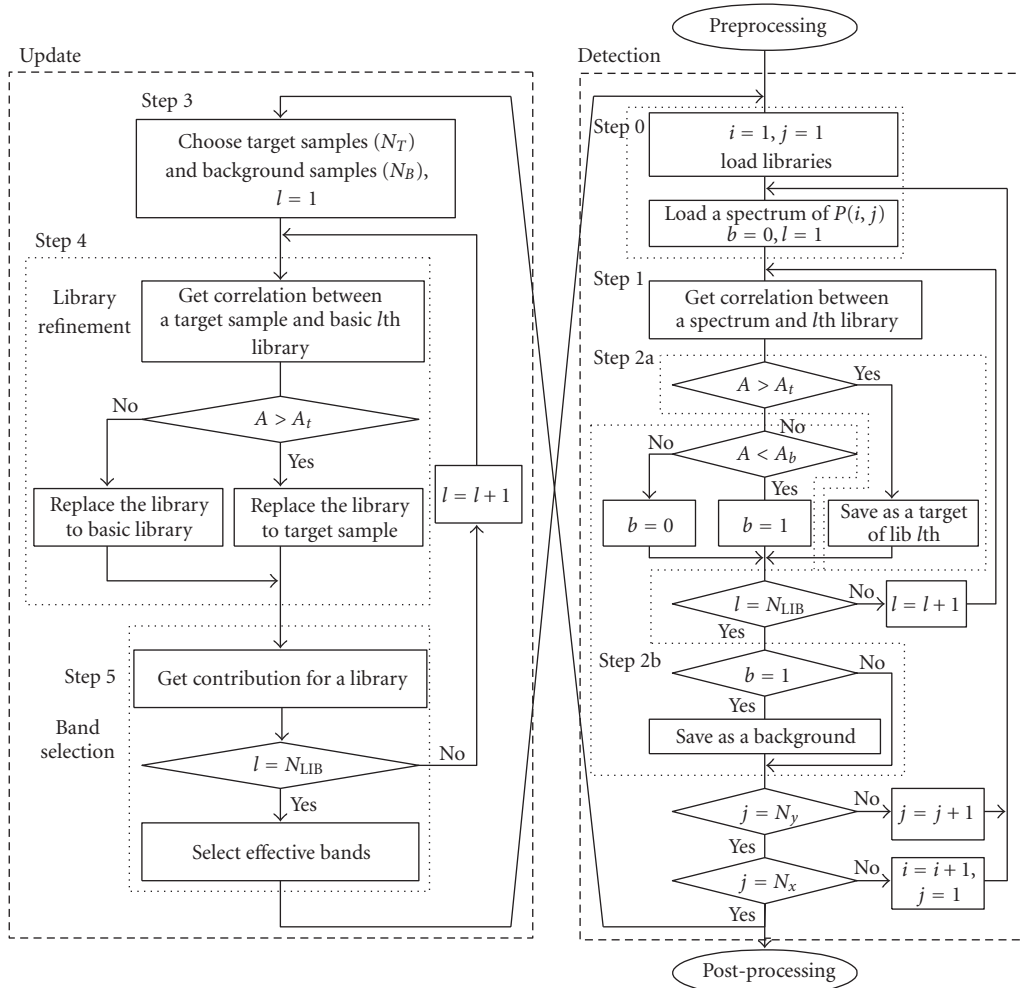 Update
Step 3
Choose target samples (N_T)
and background samples (N_B),
l = 1
Step 4
Library
refinement
Get correlation between
a target sample and basic lth
library
No
A > A_t
Yes
Replace the library
to basic library
Replace the library
to target sample
l = l + 1
Step 5
Get contribution for a library
Band
selection
l = N_LIB
No
Yes
Select effective bands
Preprocessing
Detection
Step 0
i = 1, j = 1
load libraries
Load a spectrum of P(i, j)
b = 0, l = 1
Step 1
Get correlation between
a spectrum and lth library
Step 2a
A > A_t
Yes
No
No
A < A_b
Yes
b = 0
b = 1
Save as a target
of lib lth
l = N_LIB
No
l = l + 1
Yes
Step 2b
b = 1
No
Yes
Save as a background
j = N_y
No
j = j + 1
Yes
j = N_x
No
i = i + 1,
j = 1
Yes
Post-processing